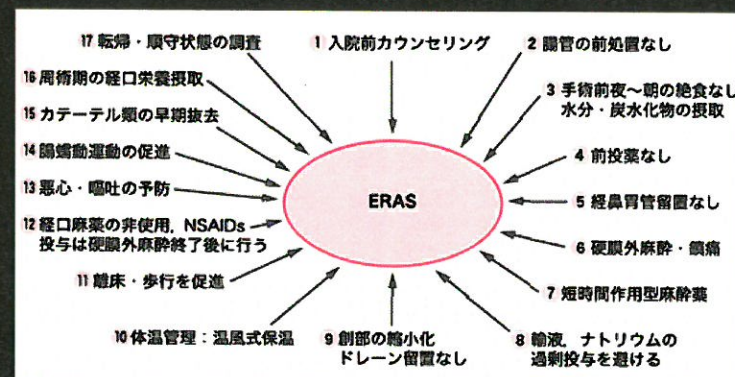 1 入院前カウンセリング
2 腸管の前処置なし
3 手術前夜～朝の絶食なし
水分・炭水化物の摂取
4 前投薬なし
5 経鼻胃管留置なし
6 硬膜外麻酔・鎮痛
7 短時間作用型麻酔薬
8 輸液，ナトリウムの
過剰投与を避ける
9 創部の縮小化
ドレーン留置なし
10 体温管理：温風式保温
11 離床・歩行を促進
12 経口麻薬の非使用，NSAIDs
投与は硬膜外麻酔終了後に行う
13 悪心・嘔吐の予防
14 腸蠕動運動の促進
15 カテーテル類の早期抜去
16 周術期の経口栄養摂取
17 転帰・順守状態の調査
ERAS